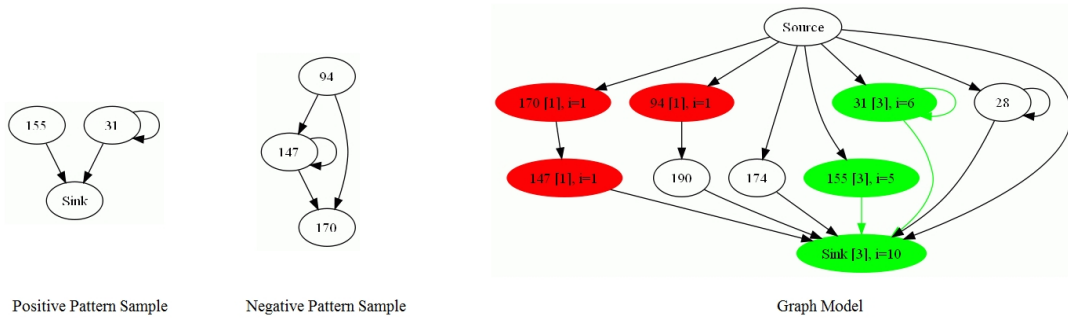 Source
94
155
31
170 [1], i=1
94 [1], i=1
31 [3], i=6
28
147
147 [1], i=1
190
174
155 [3], i=5
Sink
170
Sink [3], i=10
Positive Pattern Sample
Negative Pattern Sample
Graph Model